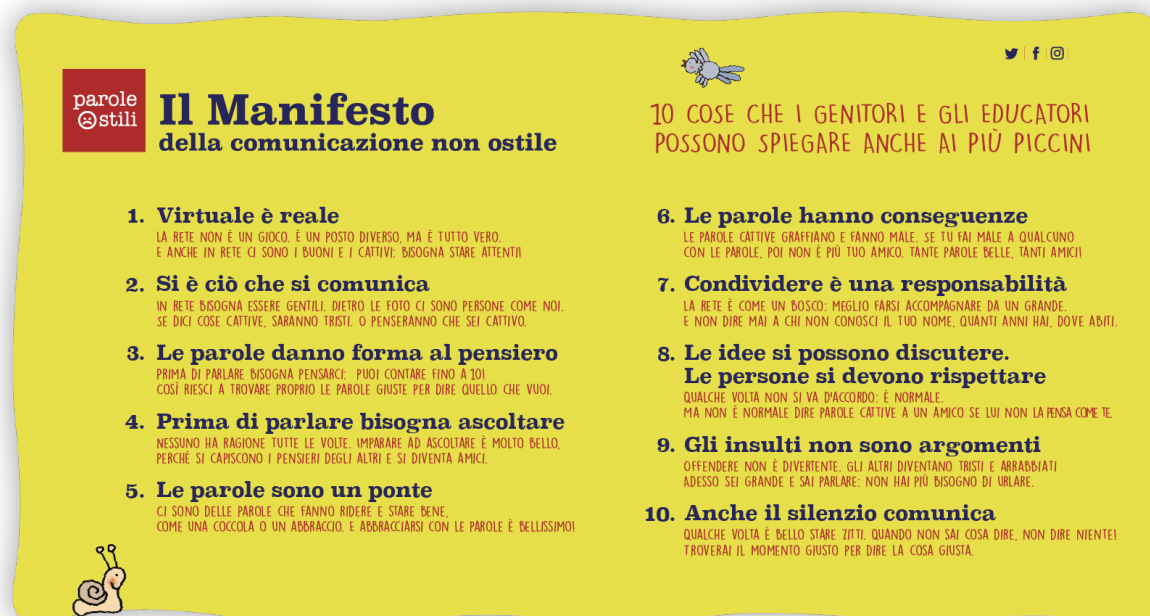 parole
ostili
Il Manifesto
della comunicazione non ostile
10 COSE CHE I GENITORI E GLI EDUCATORI
POSSONO SPIEGARE ANCHE AI PIÙ PICCINI
1. Virtuale è reale
LA RETE NON È UN GIOCO. È UN POSTO DIVERSO, MA È TUTTO VERO.
E ANCHE IN RETE CI SONO I BUONI E I CATTIVI: BISOGNA STARE ATTENTI!
2. Si è ciò che si comunica
IN RETE BISOGNA ESSERE GENTILI. DIETRO LE FOTO CI SONO PERSONE COME NOI.
SE DICI COSE CATTIVE, SARANNO TRISTI. O PENSERANNO CHE SEI CATTIVO.
3. Le parole danno forma al pensiero
PRIMA DI PARLARE BISOGNA PENSARCI: PUOI CONTARE FINO A 10!
COSÌ RIESCI A TROVARE PROPRIO LE PAROLE GIUSTE PER DIRE QUELLO CHE VUOI.
4. Prima di parlare bisogna ascoltare
NESSUNO HA RAGIONE TUTTE LE VOLTE. IMPARARE AD ASCOLTARE È MOLTO BELLO,
PERCHÉ SI CAPISCONO I PENSIERI DEGLI ALTRI E SI DIVENTA AMICI.
5. Le parole sono un ponte
CI SONO DELLE PAROLE CHE FANNO RIDERE E STARE BENE,
COME UNA COCCOLA O UN ABBRACCIO. E ABBRACCIARSI CON LE PAROLE È BELLISSIMO!
6. Le parole hanno conseguenze
LE PAROLE CATTIVE GRAFFIANO E FANNO MALE. SE TU FAI MALE A QUALCUNO
CON LE PAROLE, POI NON È PIÙ TUO AMICO. TANTE PAROLE BELLE, TANTI AMICI!
7. Condividere è una responsabilità
LA RETE È COME UN BOSCO: MEGLIO FARSI ACCOMPAGNARE DA UN GRANDE.
E NON DIRE MAI A CHI NON CONOSCI IL TUO NOME, QUANTI ANNI HAI, DOVE ABITI.
8. Le idee si possono discutere.
Le persone si devono rispettare
QUALCHE VOLTA NON SI VA D'ACCORDO: È NORMALE.
MA NON È NORMALE DIRE PAROLE CATTIVE A UN AMICO SE LUI NON LA PENSA COME TE.
9. Gli insulti non sono argomenti
OFFENDERE NON È DIVERTENTE. GLI ALTRI DIVENTANO TRISTI E ARRABBIATI
ADESSO SEI GRANDE E SAI PARLARE: NON HAI PIÙ BISOGNO DI URLARE.
10. Anche il silenzio comunica
QUALCHE VOLTA È BELLO STARE ZITTI. QUANDO NON SAI COSA DIRE, NON DIRE NIENTE!
TROVERAI IL MOMENTO GIUSTO PER DIRE LA COSA GIUSTA.